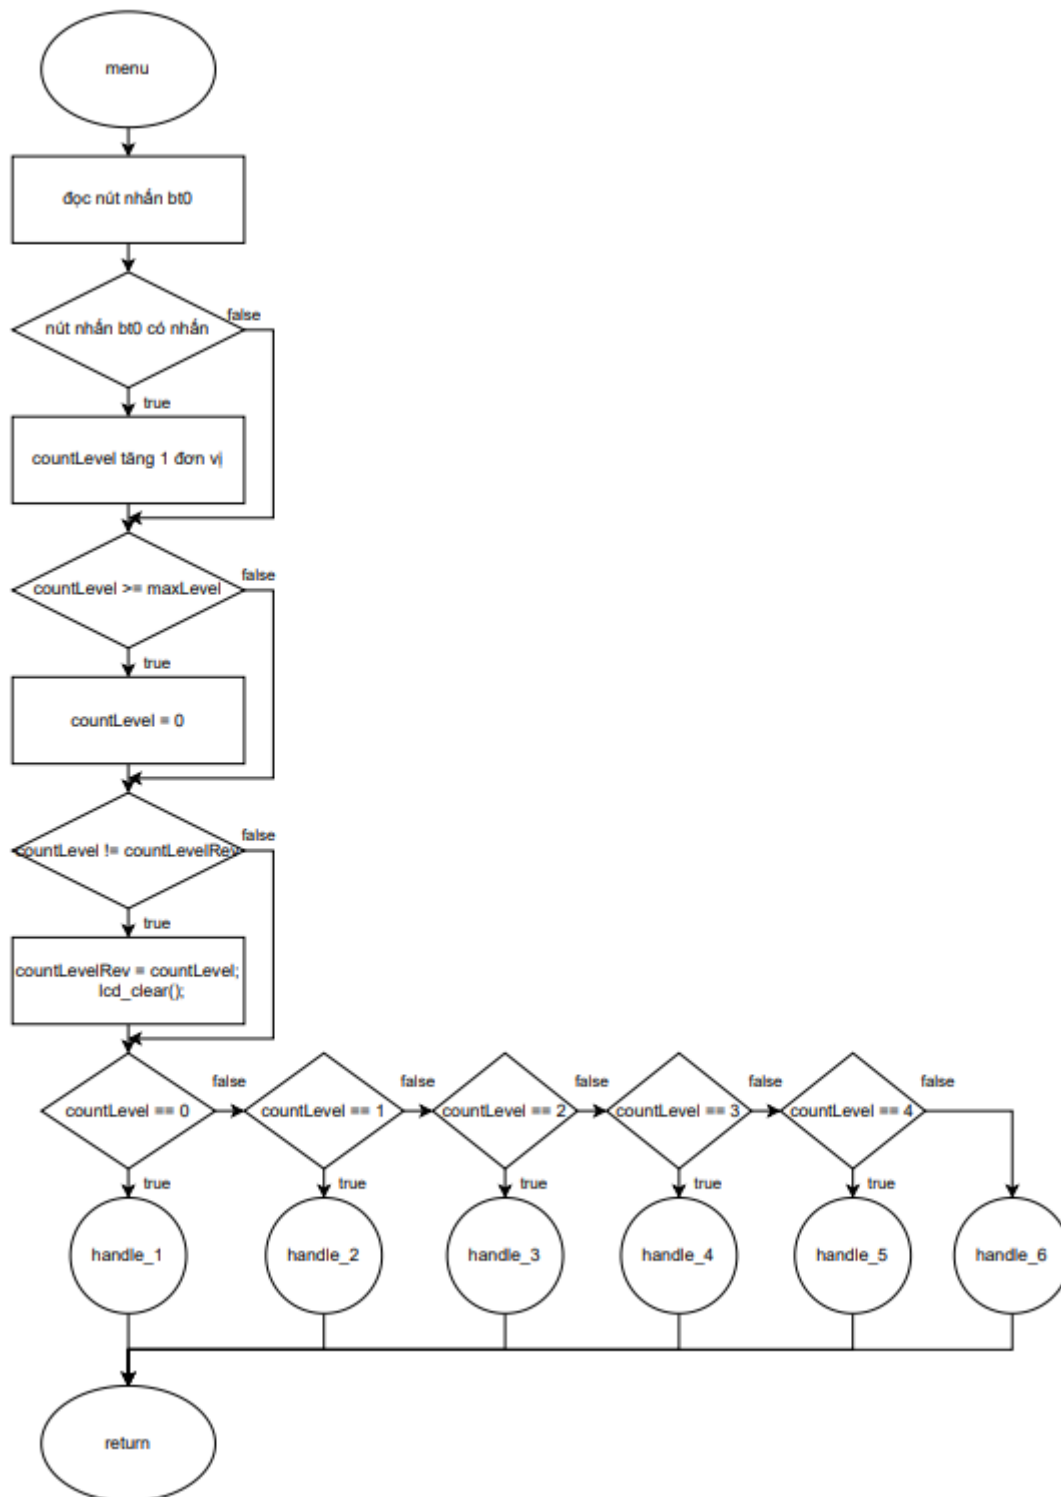 menu
đọc nút nhấn bt0
nút nhấn bt0 có nhấn
false
true
countLevel tăng 1 đơn vị
countLevel >= maxLevel
false
true
countLevel = 0
countLevel != countLevelRev
false
true
countLevelRev = countLevel;
lcd_clear();
countLevel == 0
false
countLevel == 1
false
countLevel == 2
false
countLevel == 3
false
countLevel == 4
false
true
true
true
true
true
handle_1
handle_2
handle_3
handle_4
handle_5
handle_6
return